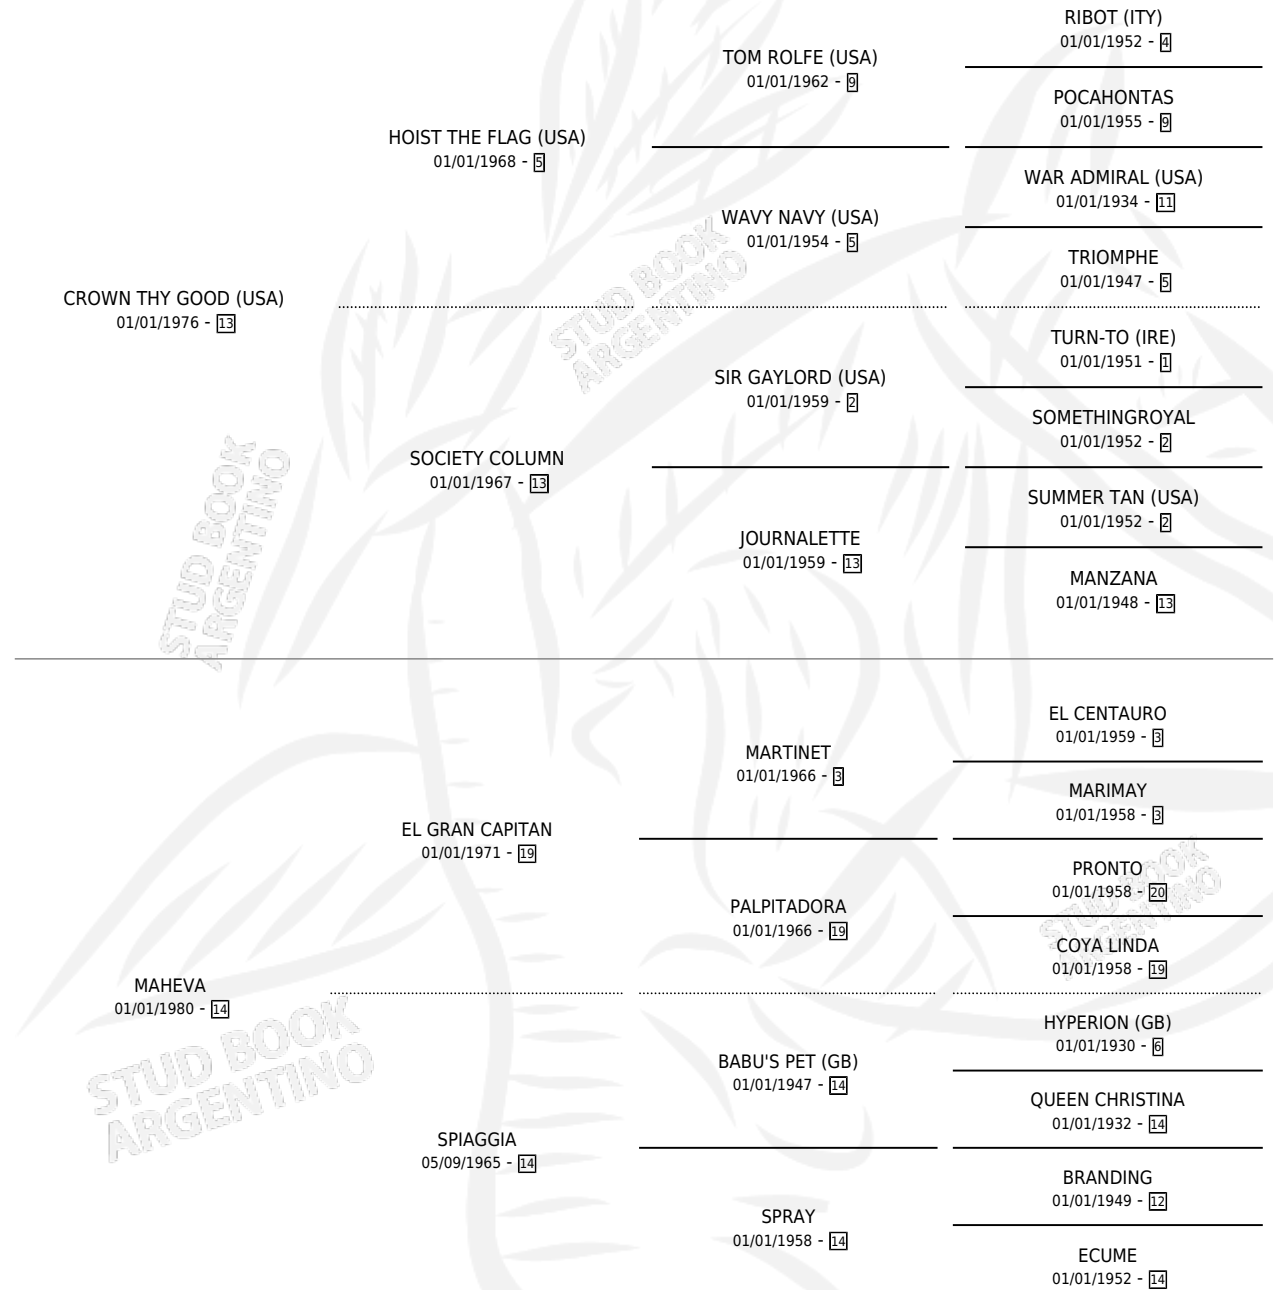 RIBOT (ITY)
01/01/1952 - 4
TOM ROLFE (USA)
01/01/1962 - 9
POCAHONTAS
01/01/1955 - 9
HOIST THE FLAG (USA)
01/01/1968 - 5
WAR ADMIRAL (USA)
01/01/1934 - 11
WAVY NAVY (USA)
01/01/1954 - 5
TRIOMPHE
01/01/1947 - 5
CROWN THY GOOD (USA)
01/01/1976 - 13
TURN-TO (IRE)
01/01/1951 - 1
SIR GAYLORD (USA)
01/01/1959 - 2
SOMETHINGROYAL
01/01/1952 - 2
SOCIETY COLUMN
01/01/1967 - 13
SUMMER TAN (USA)
01/01/1952 - 2
JOURNALETTE
01/01/1959 - 13
MANZANA
01/01/1948 - 13
STUD BOOK
ARGENTINO
STUD BOOK
ARGENTINO
EL CENTAURO
01/01/1959 - 3
MARTINET
01/01/1966 - 3
MARIMAY
01/01/1958 - 3
EL GRAN CAPITAN
01/01/1971 - 19
PRONTO
01/01/1958 - 20
PALPITADORA
01/01/1966 - 19
COYA LINDA
01/01/1958 - 19
STUD BOOK
ARGENTINO
MAHEVA
01/01/1980 - 14
HYPERION (GB)
01/01/1930 - 6
BABU'S PET (GB)
01/01/1947 - 14
QUEEN CHRISTINA
01/01/1932 - 14
STUD BOOK
ARGENTINO
SPIAGGIA
05/09/1965 - 14
BRANDING
01/01/1949 - 12
SPRAY
01/01/1958 - 14
ECUME
01/01/1952 - 14